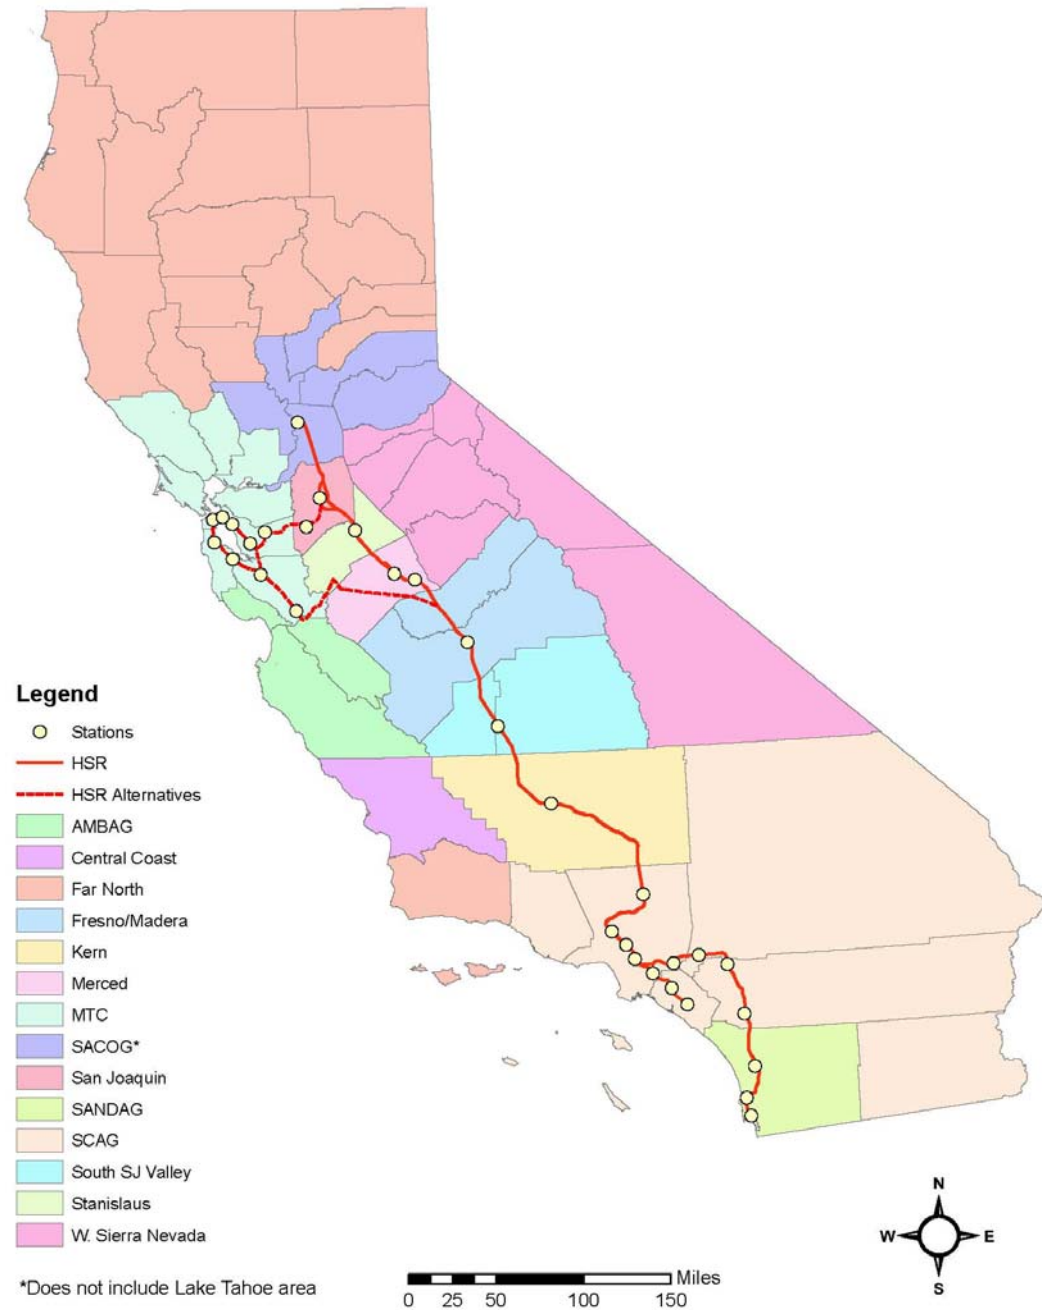 Legend
Stations
HSR
HSR Alternatives
AMBAG
Central Coast
Far North
Fresno/Madera
Kern
Merced
MTC
SACOG*
San Joaquin
SANDAG
SCAG
South SJ Valley
Stanislaus
W. Sierra Nevada
*Does not include Lake Tahoe area
Miles
0 25 50 100 150
N
W E
S